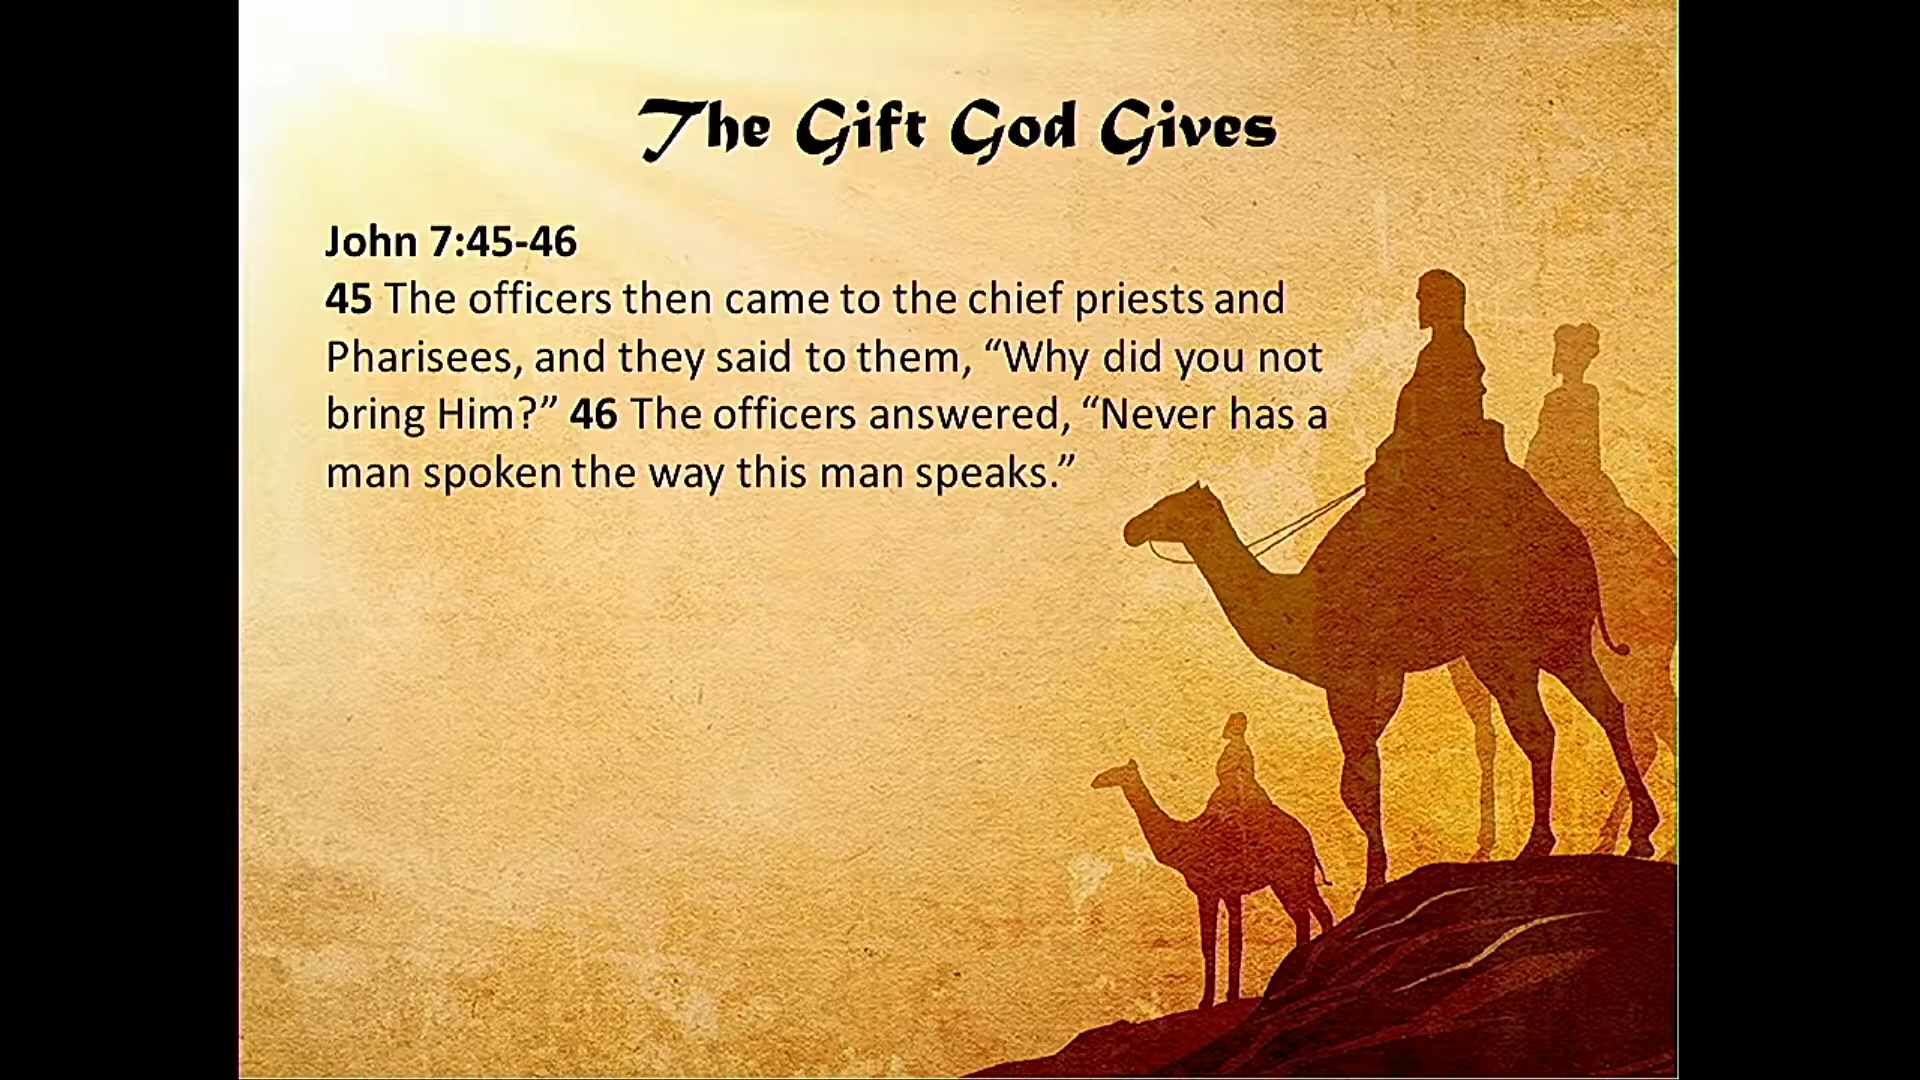 The Gift God Gives
John 7:45-46
45 The officers then came to the chief priests and
Pharisees, and they said to them, “Why did you not
bring Him?” 46 The officers answered, “Never has a
man spoken the way this man speaks.”